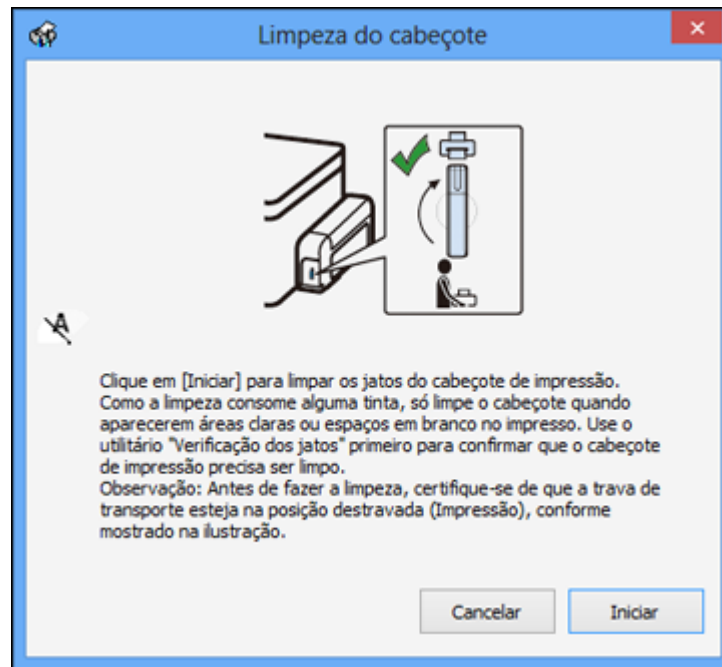 Limpeza do cabeçote
Clique em [Iniciar] para limpar os jatos do cabeçote de impressão.
Como a limpeza consome alguma tinta, só limpe o cabeçote quando
aparecerem áreas claras ou espaços em branco no impresso. Use o
utilitário "Verificação dos jatos" primeiro para confirmar que o cabeçote
de impressão precisa ser limpo.
Observação: Antes de fazer a limpeza, certifique-se de que a trava de
transporte esteja na posição destravada (Impressão), conforme
mostrado na ilustração.
Cancelar
Iniciar